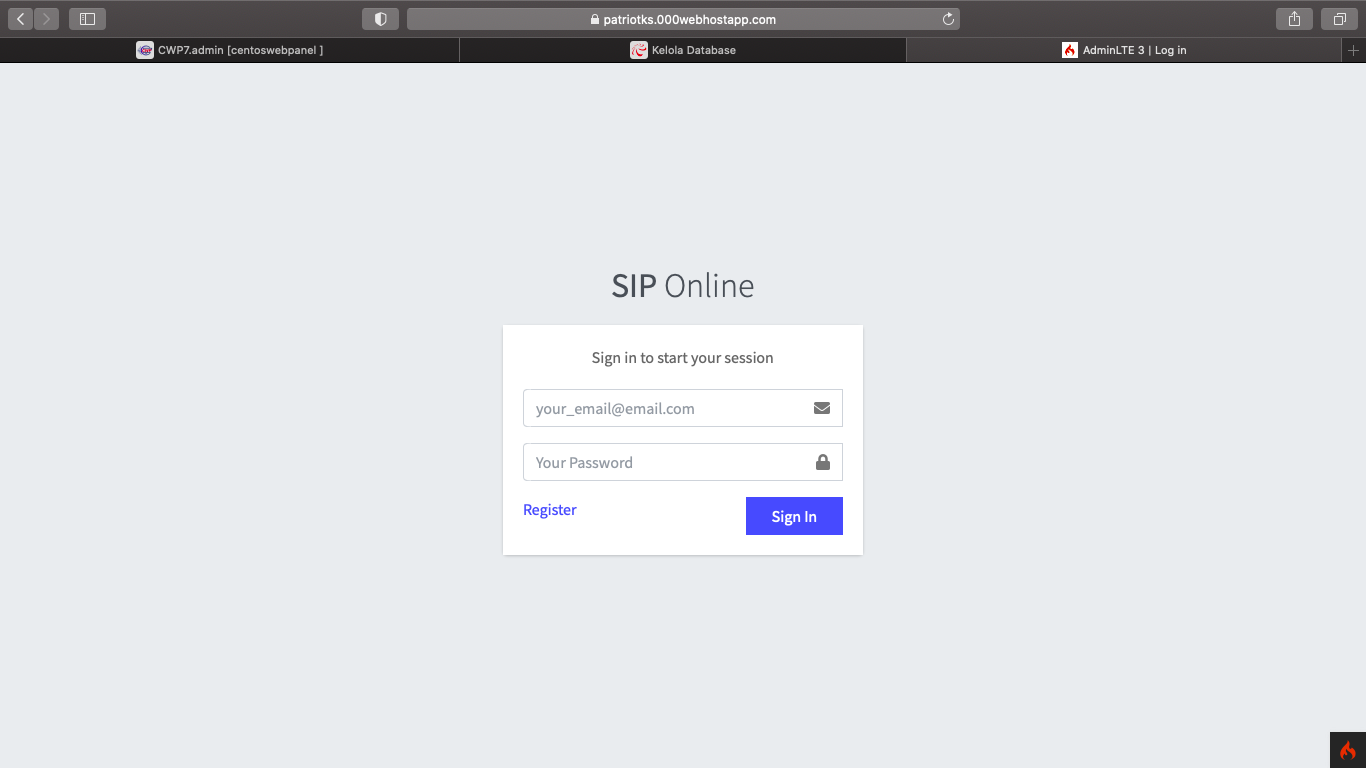 patriotks.000webhostapp.com
CWP7.admin [centoswebpanel ]
Kelola Database
AdminLTE 3 | Log in
SIP Online
Sign in to start your session
your_email@email.com
Your Password
Register
Sign In